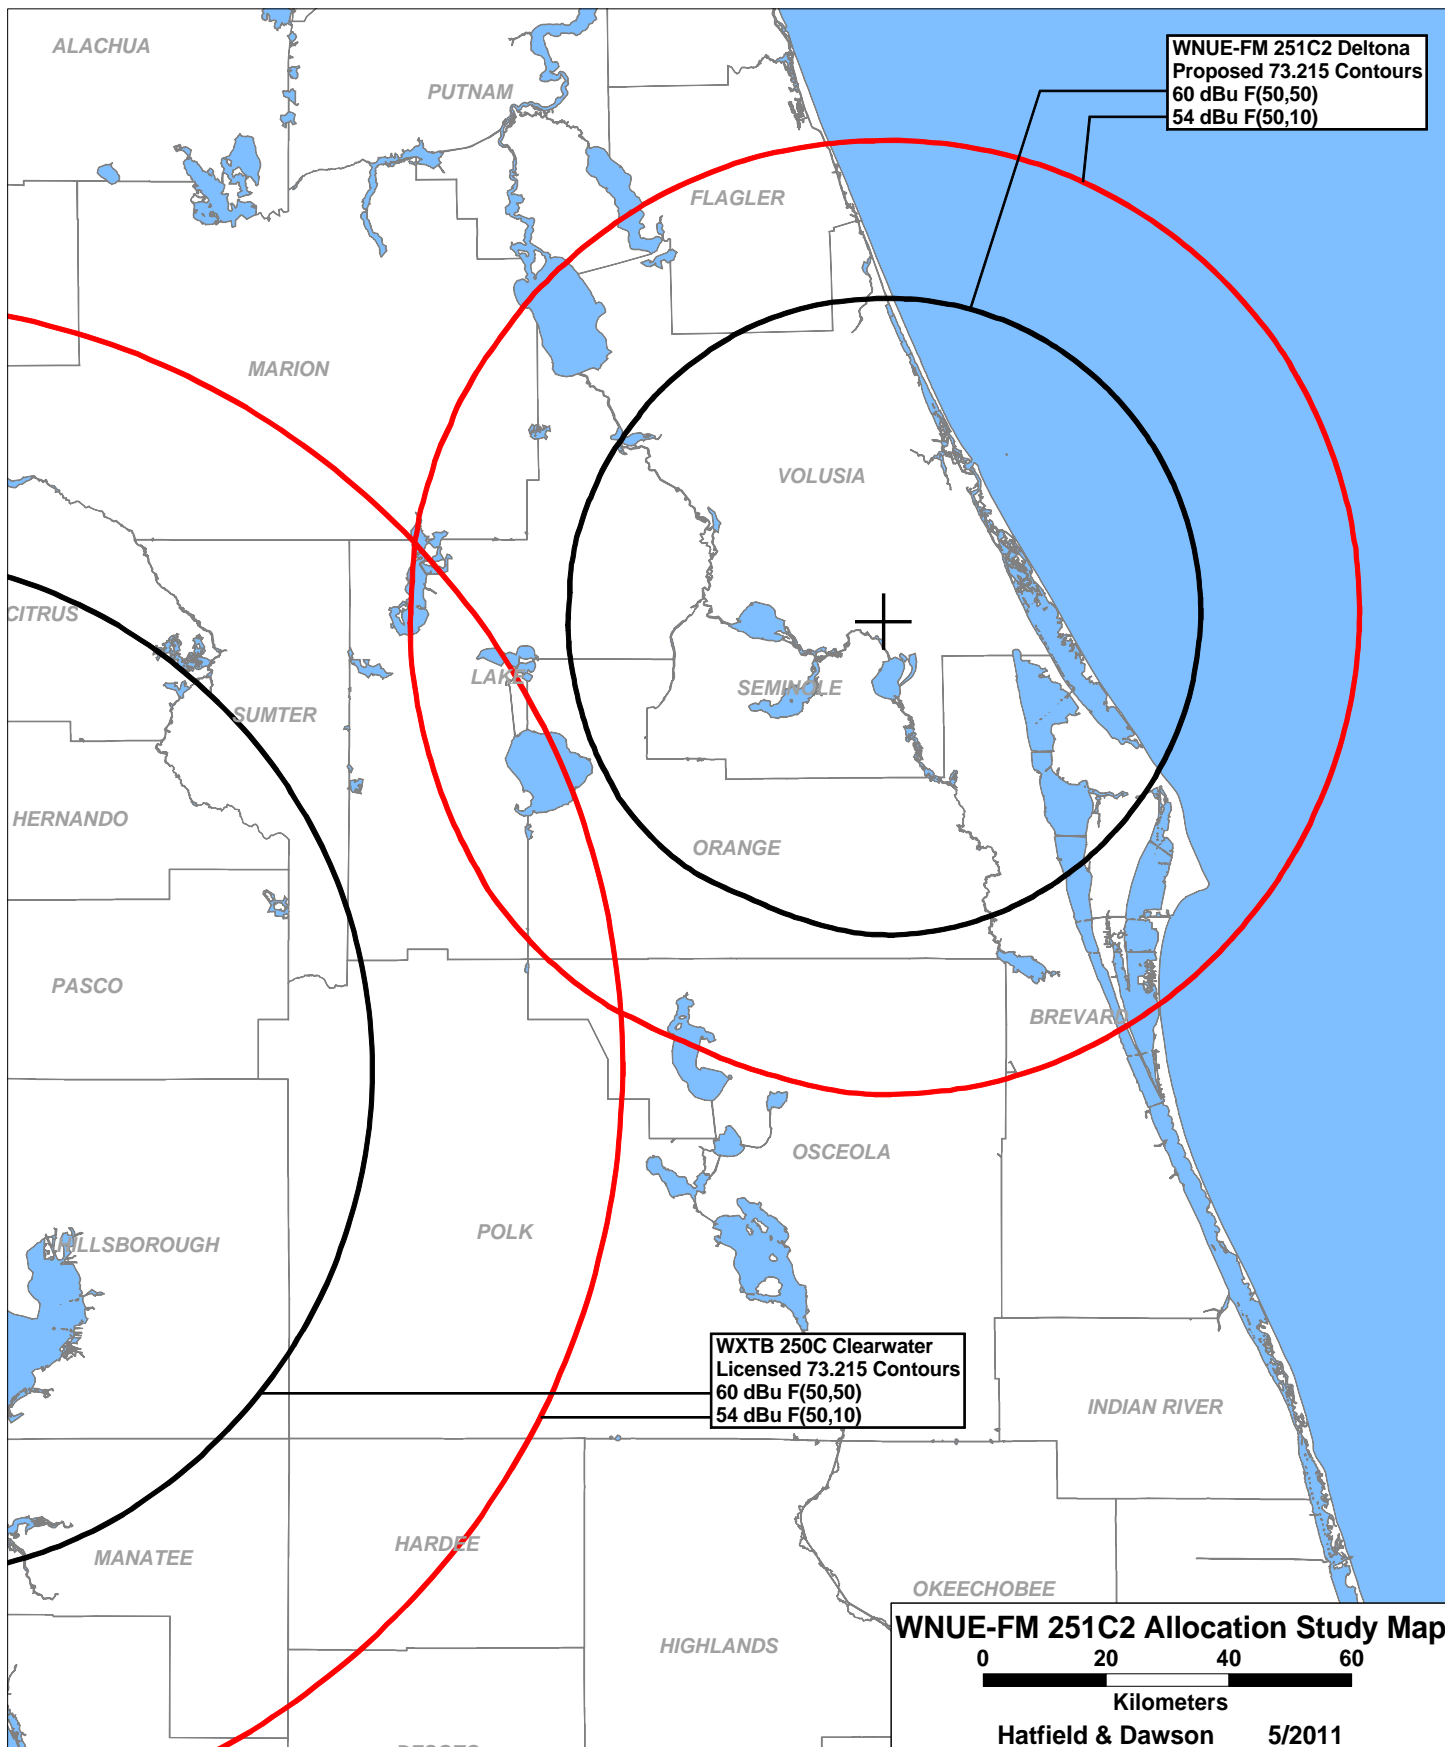 ALACHUA
WNUE-FM 251C2 Deltona
Proposed 73.215 Contours
60 dBu F(50,50)
54 dBu F(50,10)
PUTNAM
FLAGLER
MARION
VOLUSIA
CITRUS
LAKE
SEMINOLE
SUMTER
HERNANDO
ORANGE
PASCO
BREVARD
OSCEOLA
POLK
HILLSBOROUGH
WXTB 250C Clearwater
Licensed 73.215 Contours
60 dBu F(50,50)
54 dBu F(50,10)
INDIAN RIVER
HARDEE
MANATEE
OKEECHOBEE
HIGHLANDS
WNUE-FM 251C2 Allocation Study Map
0 20 40 60
Kilometers
Hatfield & Dawson 5/2011